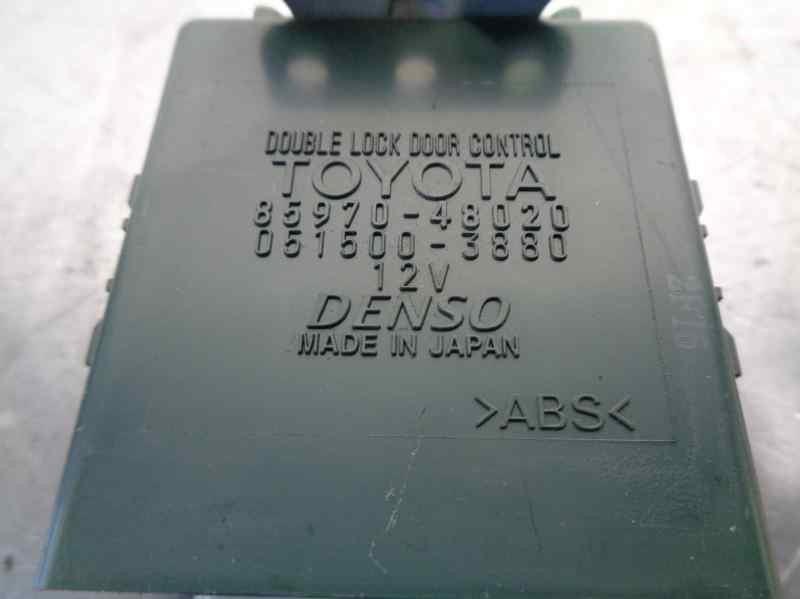 DOUBLE LOCK DOOR CONTROL
TOYOTA
85970-48020
051500-3880
12V
DENSO
MADE IN JAPAN
>ABS<